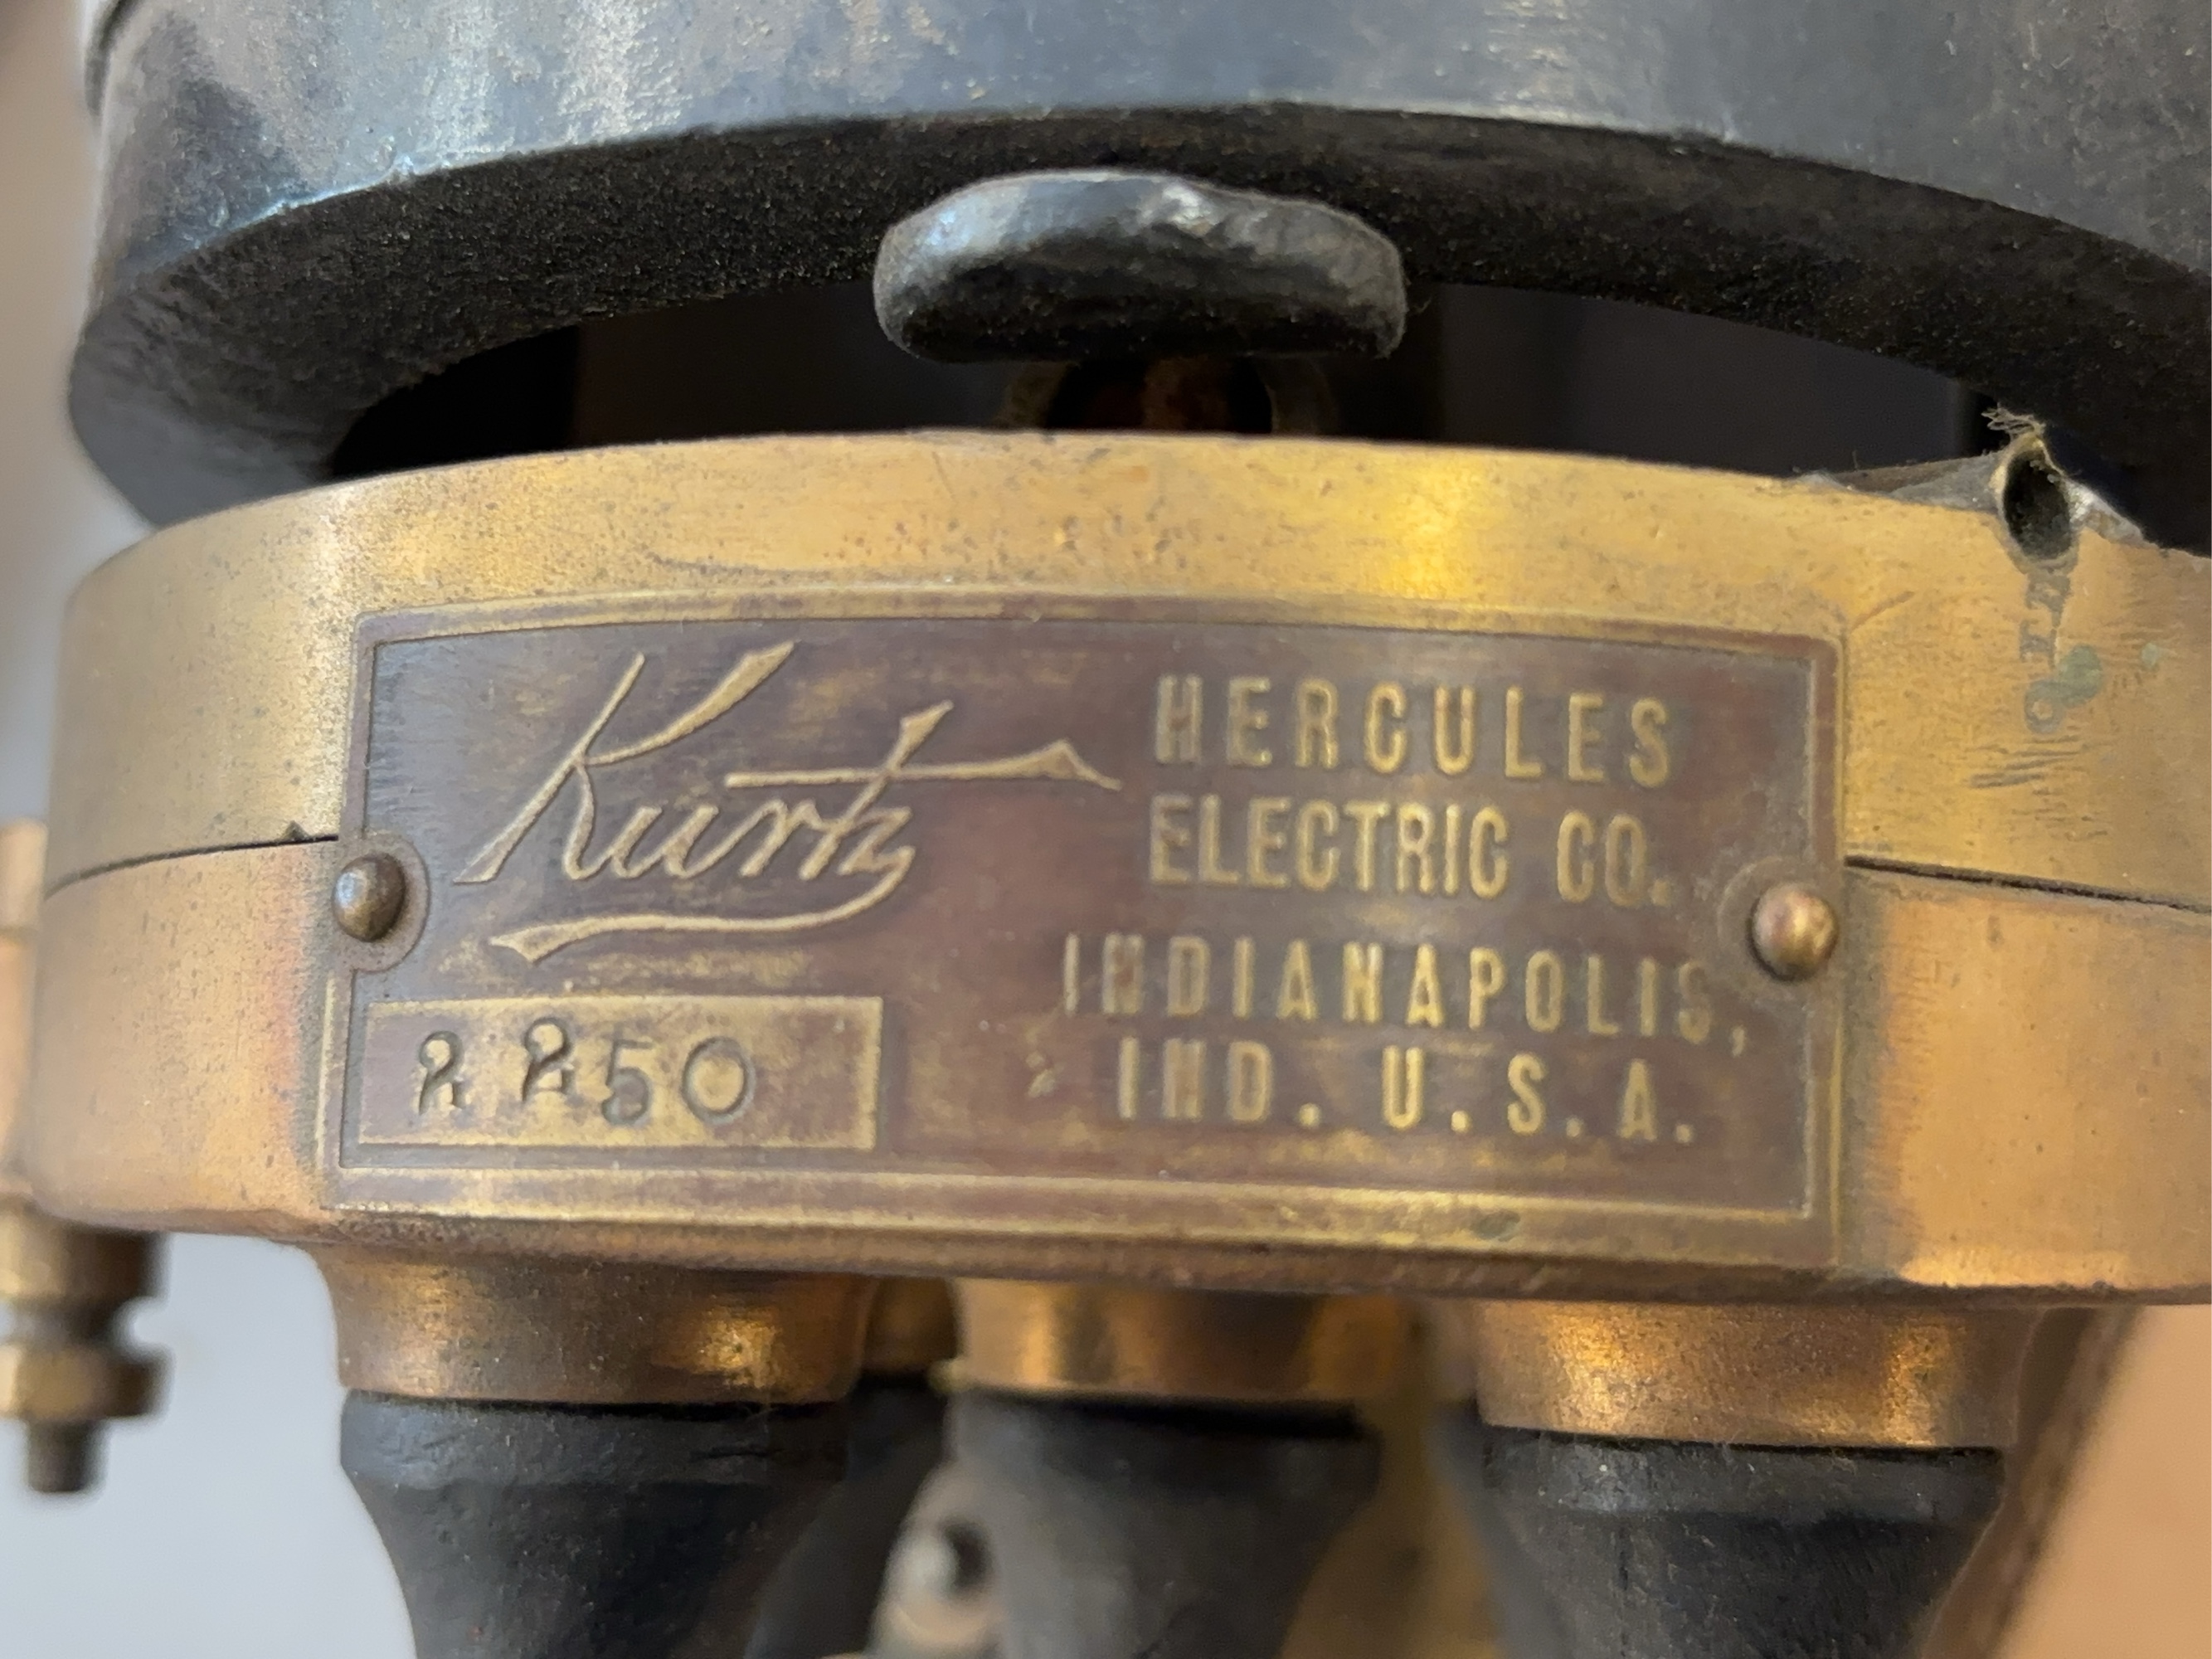 Kurtz
2250
HERCULES
ELECTRIC CO.
INDIANAPOLIS,
IND. U.S.A.